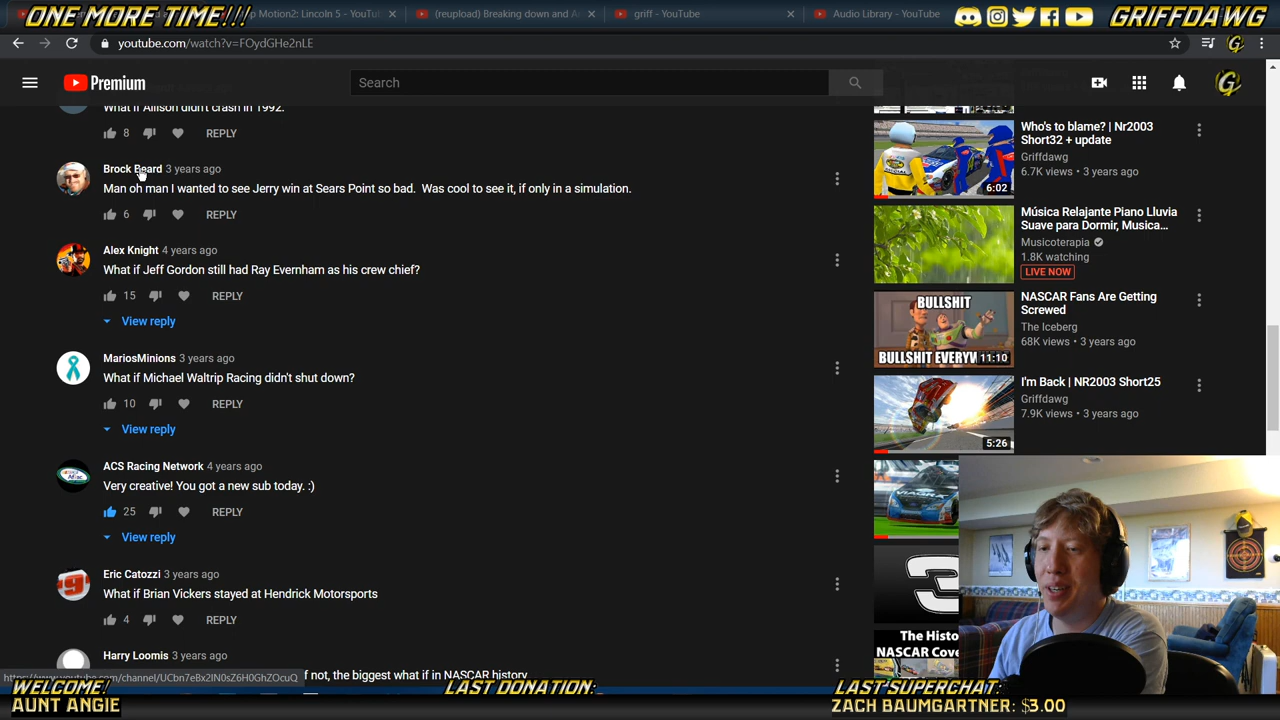 ONE MORE TIME!!!
Motion2: Lincoln 5 - YouTu
(reupload) Breaking down and A
griff - YouTube
Audio Library - YouTube
GRIFFDAWG
youtube.com/watch?v=FOydGHe2nLE
Premium
Search
What if Allison didn't crash in 1992.
8 REPLY
Brock Beard 3 years ago
Man oh man I wanted to see Jerry win at Sears Point so bad. Was cool to see it, if only in a simulation.
6 REPLY
Alex Knight 4 years ago
What if Jeff Gordon still had Ray Evernham as his crew chief?
15 REPLY
View reply
MariosMinions 3 years ago
What if Michael Waltrip Racing didn't shut down?
10 REPLY
View reply
ACS Racing Network 4 years ago
Very creative! You got a new sub today. :)
25 REPLY
View reply
Eric Catozzi 3 years ago
What if Brian Vickers stayed at Hendrick Motorsports
4 REPLY
Harry Loomis 3 years ago
f not, the biggest what if in NASCAR history
https://www.youtube.com/channel/UCbn7eBx2IN0sZ6H0GhZOcuQ
Who's to blame? | Nr2003
Short32 + update
Griffdawg
6.7K views • 3 years ago
6:02
Música Relajante Piano Lluvia
Suave para Dormir, Musica...
Musicoterapia
1.8K watching
LIVE NOW
BULLSHIT
BULLSHIT EVERYW
11:10
NASCAR Fans Are Getting
Screwed
The Iceberg
68K views • 3 years ago
I'm Back | NR2003 Short25
Griffdawg
7.9K views • 3 years ago
5:26
VIAGRA
3
The Histo
NASCAR Cove
WELCOME!
AUNT ANGIE
LAST DONATION:
LAST SUPERCHAT:
ZACH BAUMGARTNER: $3.00